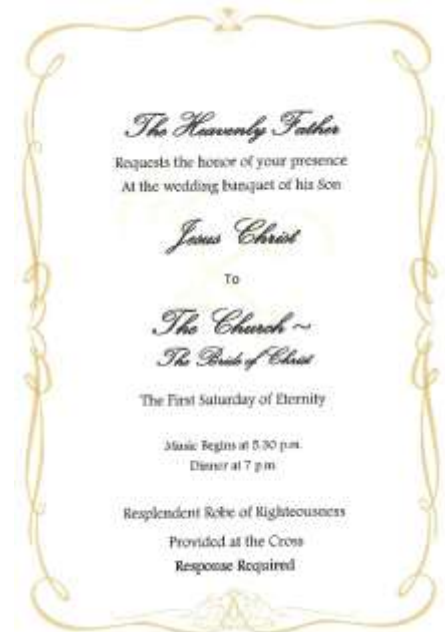 The Heavenly Father
Requests the honor of your presence
At the wedding banquet of his Son
Jesus Christ
To
The Church ~
The Bride of Christ
The First Saturday of Eternity
Music Begins at 5:30 p.m.
Dinner at 7 p.m.
Resplendent Robe of Righteousness
Provided at the Cross
Response Required